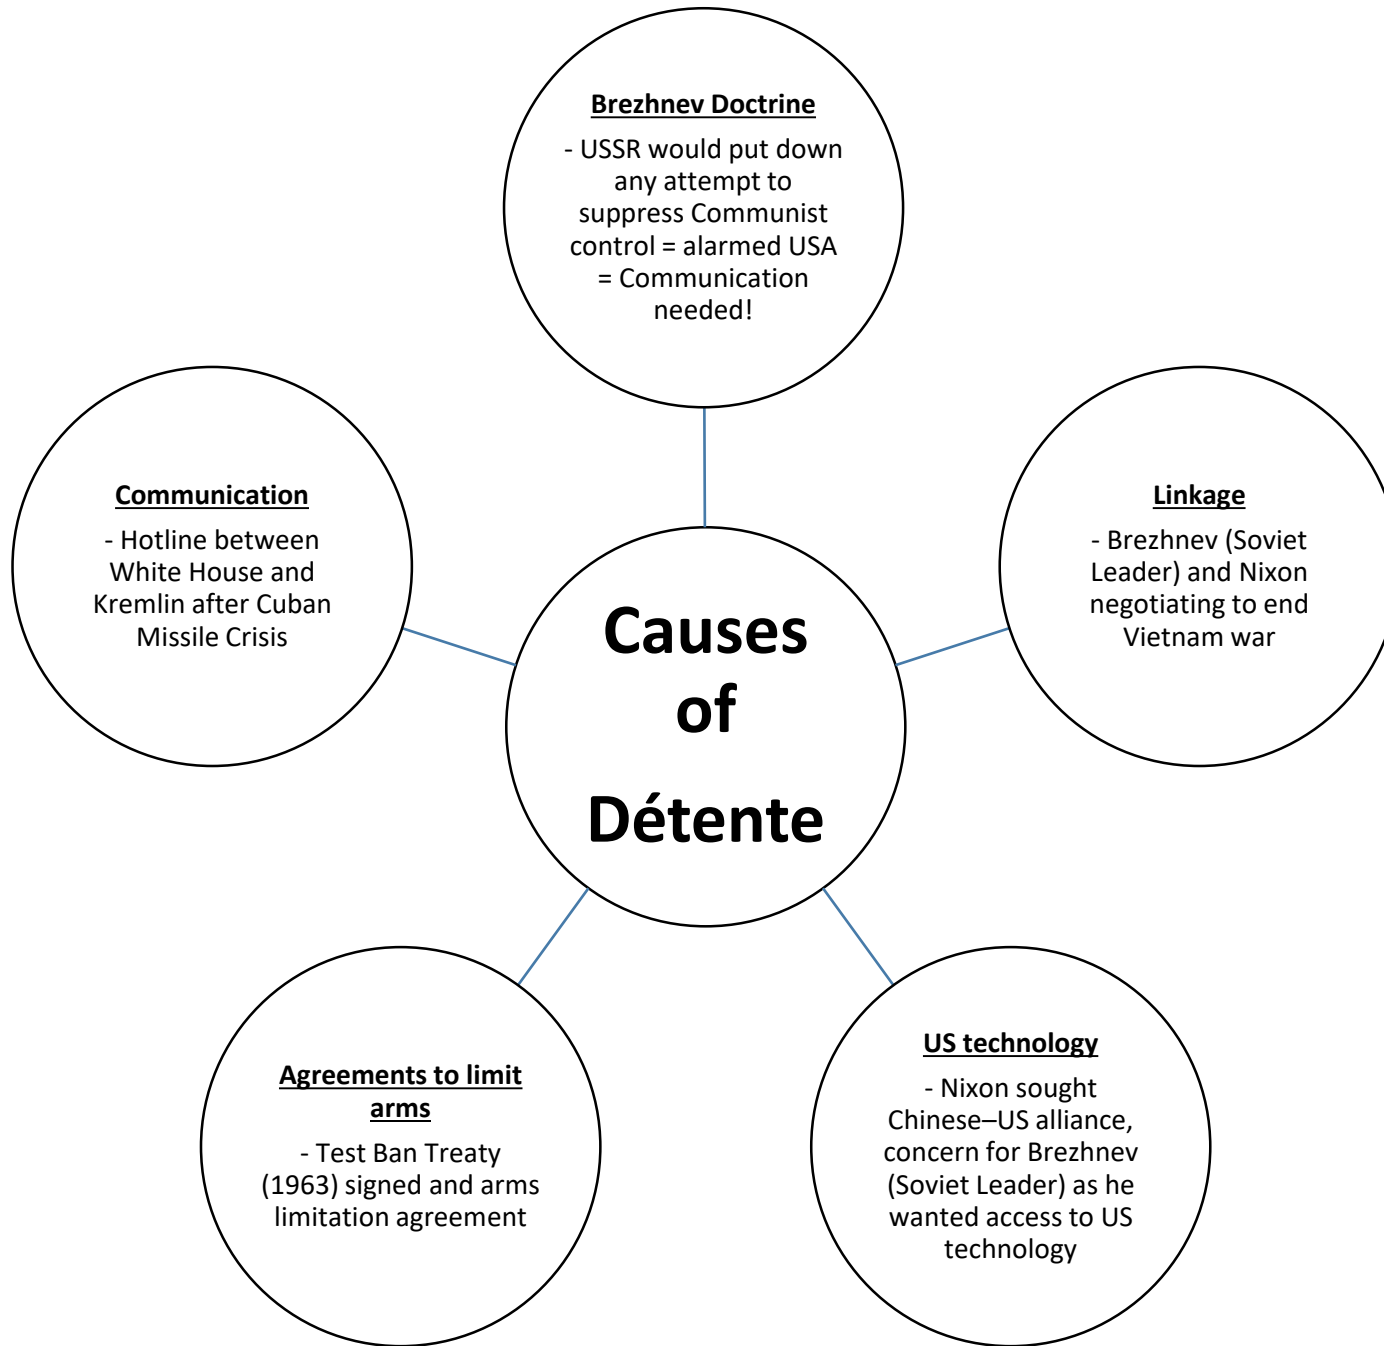 Brezhnev Doctrine
- USSR would put down
any attempt to
suppress Communist
control = alarmed USA
= Communication
needed!
Communication
- Hotline between
White House and
Kremlin after Cuban
Missile Crisis
Linkage
- Brezhnev (Soviet
Leader) and Nixon
negotiating to end
Vietnam war
Causes
of
Détente
Agreements to limit
arms
- Test Ban Treaty
(1963) signed and arms
limitation agreement
US technology
- Nixon sought
Chinese–US alliance,
concern for Brezhnev
(Soviet Leader) as he
wanted access to US
technology